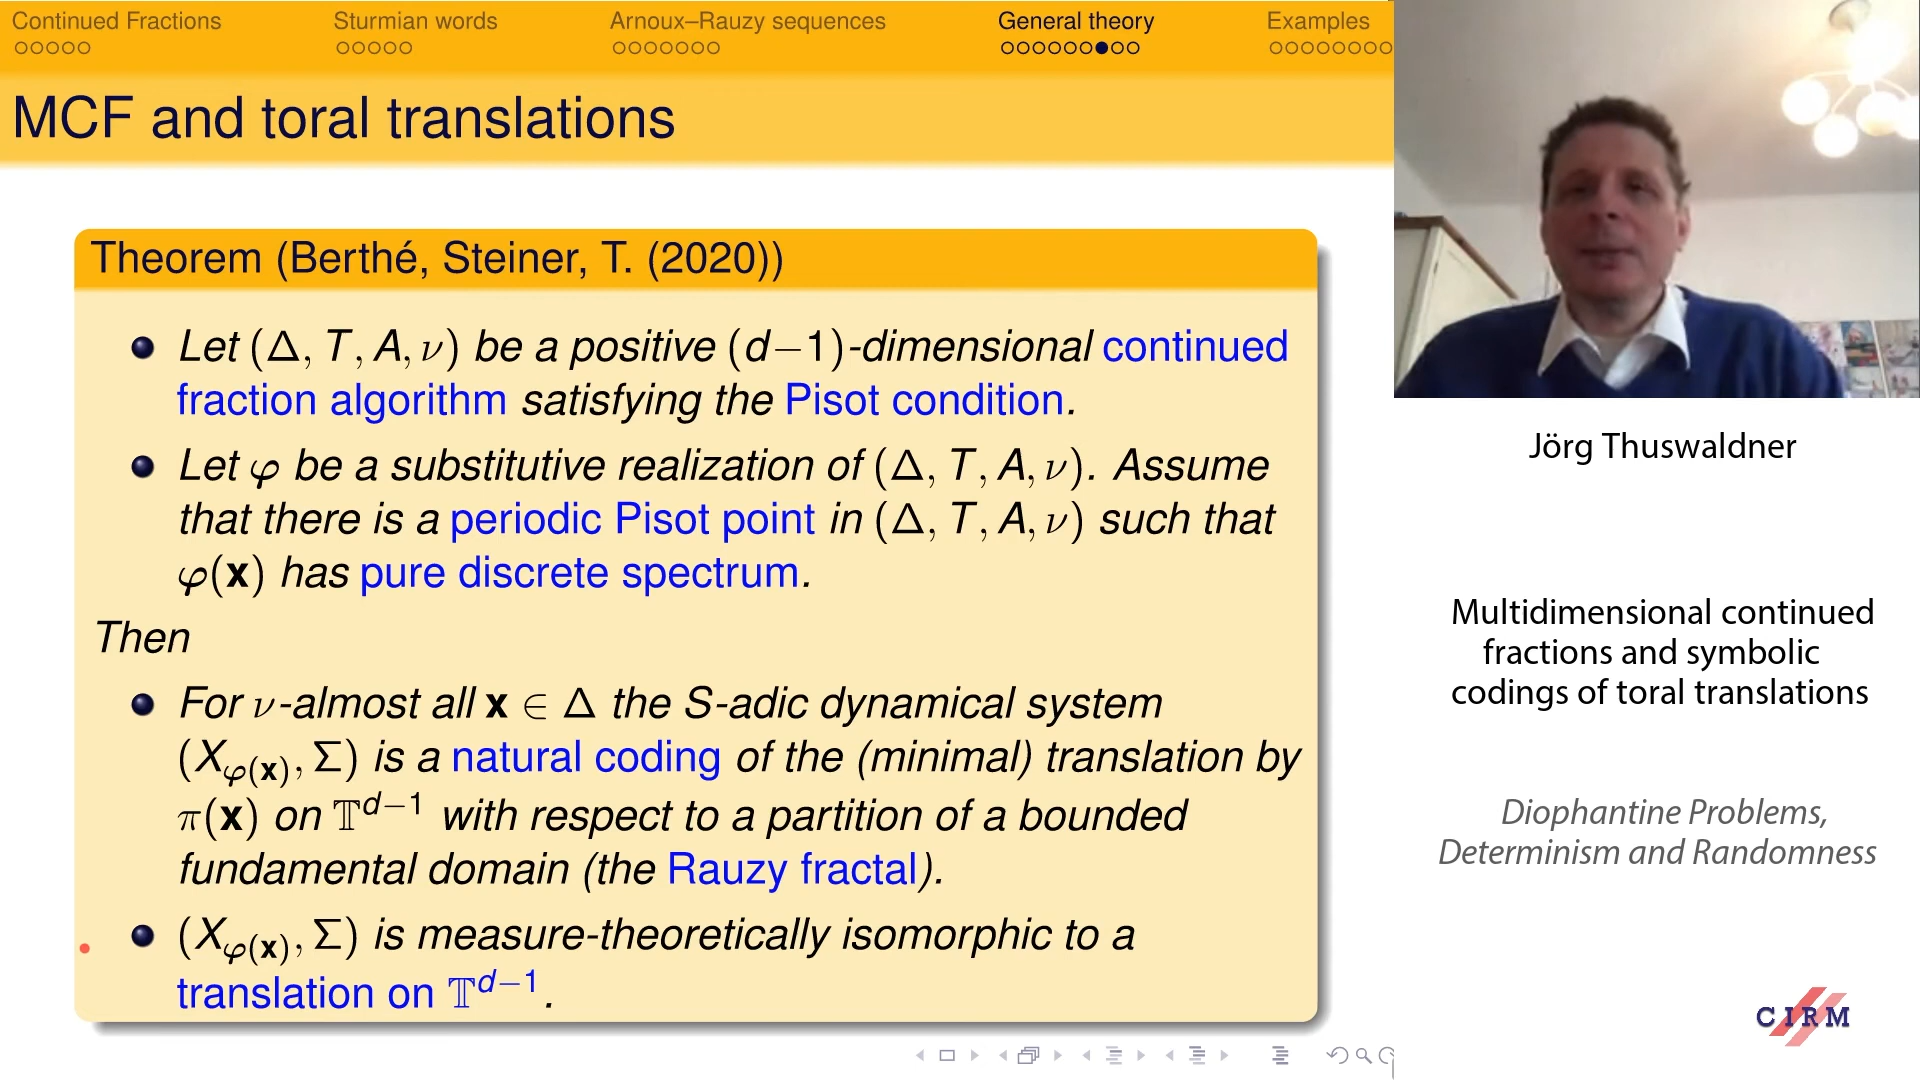 Continued Fractions Sturmian words Arnoux–Rauzy sequences General theory Examples
MCF and toral translations
Theorem (Berthé, Steiner, T. (2020))
Let (Δ, T, A, ν) be a positive (d−1)-dimensional continued
fraction algorithm satisfying the Pisot condition.
Let φ be a substitutive realization of (Δ, T, A, ν). Assume
that there is a periodic Pisot point in (Δ, T, A, ν) such that
φ(x) has pure discrete spectrum.
Then
For ν-almost all x ∈ Δ the S-adic dynamical system
(X_φ(x), Σ) is a natural coding of the (minimal) translation by
π(x) on 𝕋^{d−1} with respect to a partition of a bounded
fundamental domain (the Rauzy fractal).
(X_φ(x), Σ) is measure-theoretically isomorphic to a
translation on 𝕋^{d−1}.
Jörg Thuswaldner
Multidimensional continued
fractions and symbolic
codings of toral translations
Diophantine Problems,
Determinism and Randomness
CIRM